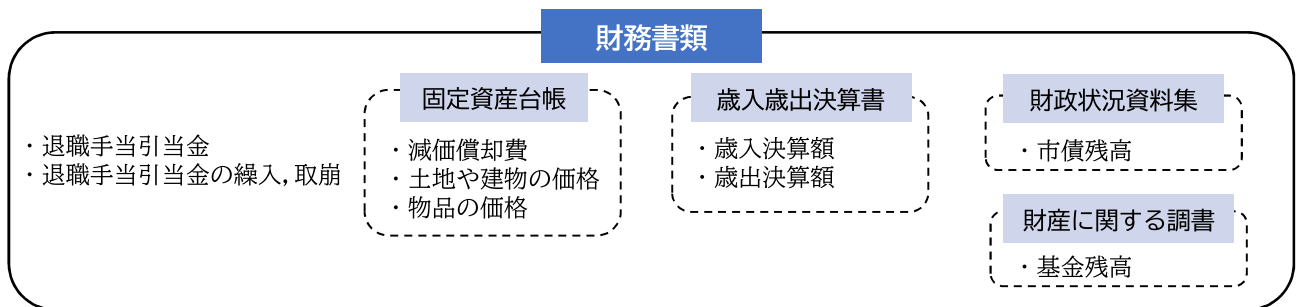 財務書類
・退職手当引当金
・退職手当引当金の繰入,取崩
固定資産台帳
・減価償却費
・土地や建物の価格
・物品の価格
歳入歳出決算書
・歳入決算額
・歳出決算額
財政状況資料集
・市債残高
財産に関する調書
・基金残高